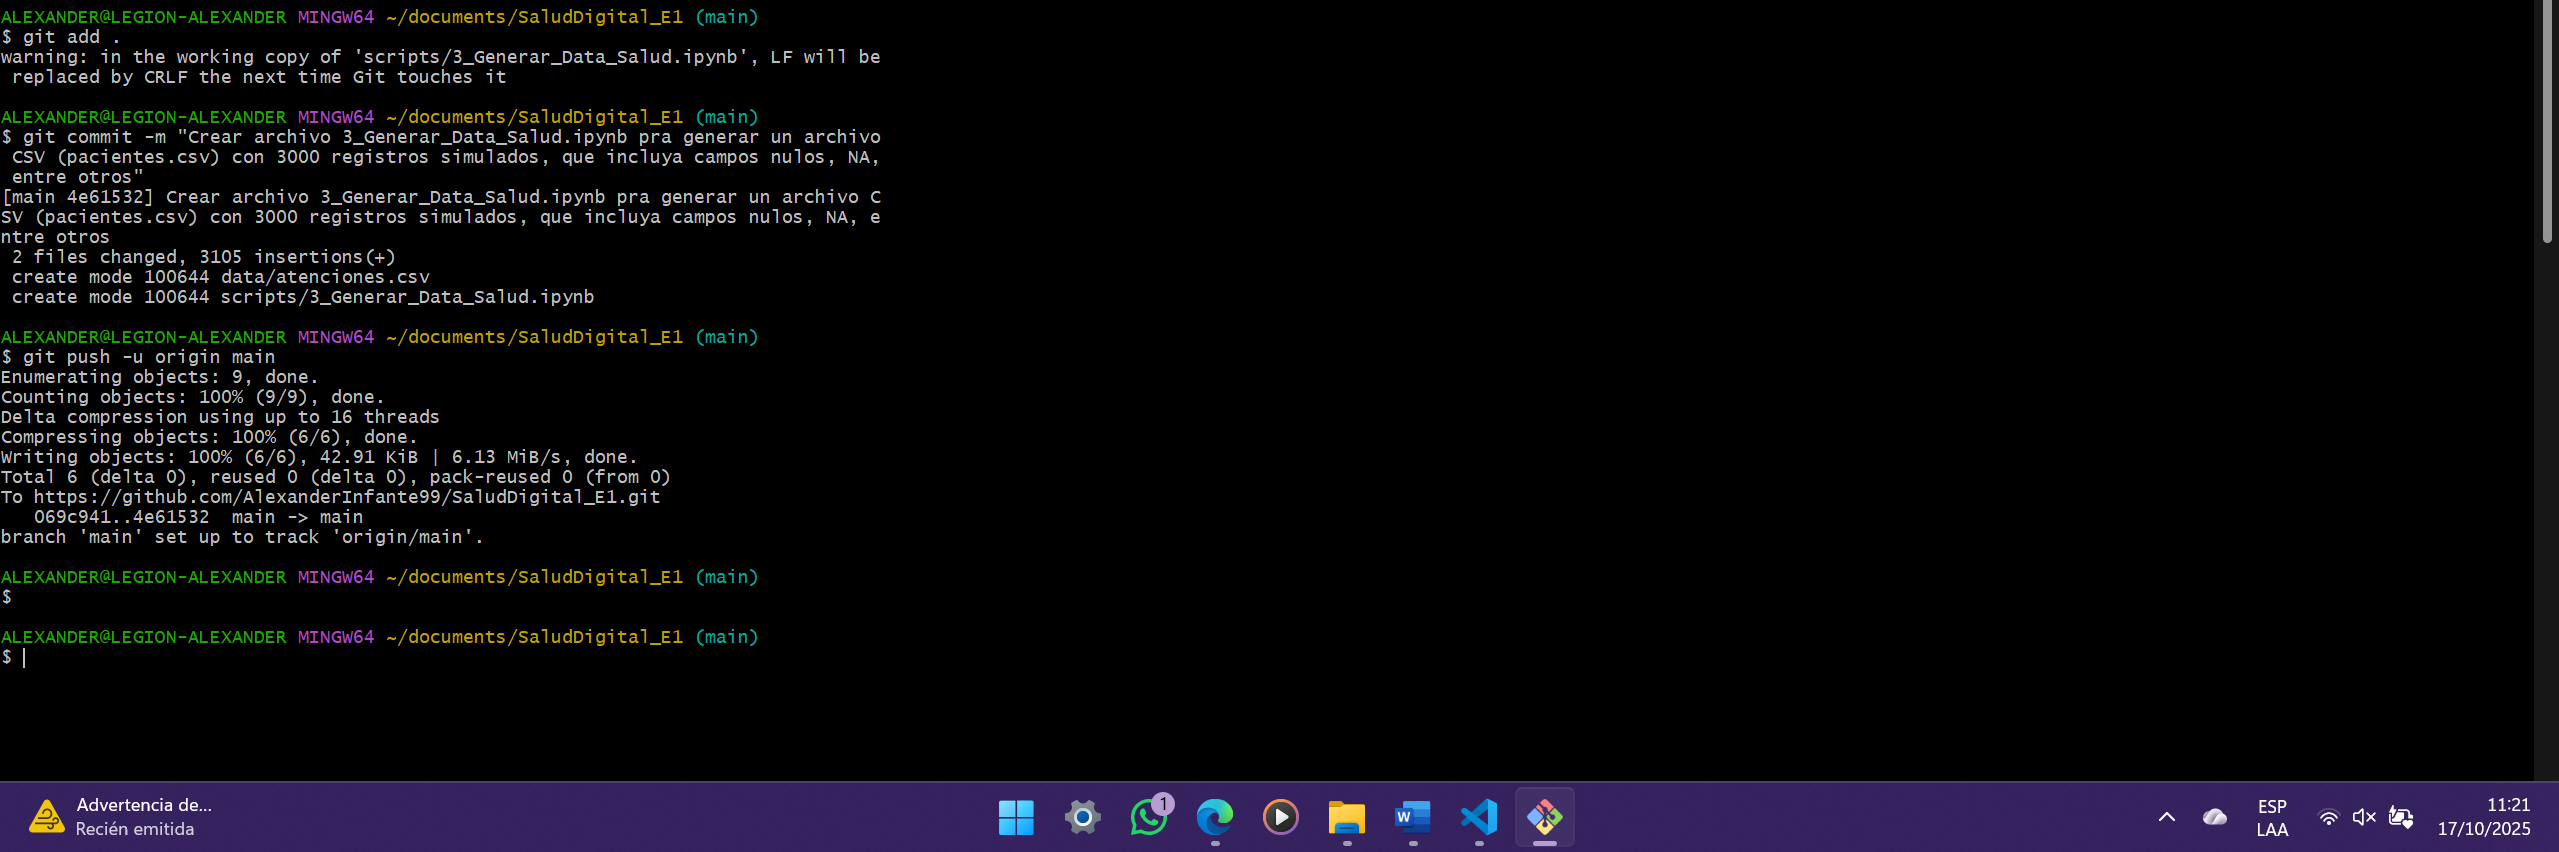 ALEXANDER@LEGION-ALEXANDER MINGW64 ~/documents/SaludDigital_E1 (main)
$ git add .
warning: in the working copy of 'scripts/3_Generar_Data_Salud.ipynb', LF will be
 replaced by CRLF the next time Git touches it
ALEXANDER@LEGION-ALEXANDER MINGW64 ~/documents/SaludDigital_E1 (main)
$ git commit -m "Crear archivo 3_Generar_Data_Salud.ipynb pra generar un archivo
 CSV (pacientes.csv) con 3000 registros simulados, que incluya campos nulos, NA,
 entre otros"
[main 4e61532] Crear archivo 3_Generar_Data_Salud.ipynb pra generar un archivo C
SV (pacientes.csv) con 3000 registros simulados, que incluya campos nulos, NA, e
ntre otros
 2 files changed, 3105 insertions(+)
 create mode 100644 data/atenciones.csv
 create mode 100644 scripts/3_Generar_Data_Salud.ipynb
ALEXANDER@LEGION-ALEXANDER MINGW64 ~/documents/SaludDigital_E1 (main)
$ git push -u origin main
Enumerating objects: 9, done.
Counting objects: 100% (9/9), done.
Delta compression using up to 16 threads
Compressing objects: 100% (6/6), done.
Writing objects: 100% (6/6), 42.91 KiB | 6.13 MiB/s, done.
Total 6 (delta 0), reused 0 (delta 0), pack-reused 0 (from 0)
To https://github.com/AlexanderInfante99/SaludDigital_E1.git
   069c941..4e61532  main -> main
branch 'main' set up to track 'origin/main'.
ALEXANDER@LEGION-ALEXANDER MINGW64 ~/documents/SaludDigital_E1 (main)
$
ALEXANDER@LEGION-ALEXANDER MINGW64 ~/documents/SaludDigital_E1 (main)
$
Advertencia de...
Recién emitida
1
W
ESP
LAA
11:21
17/10/2025